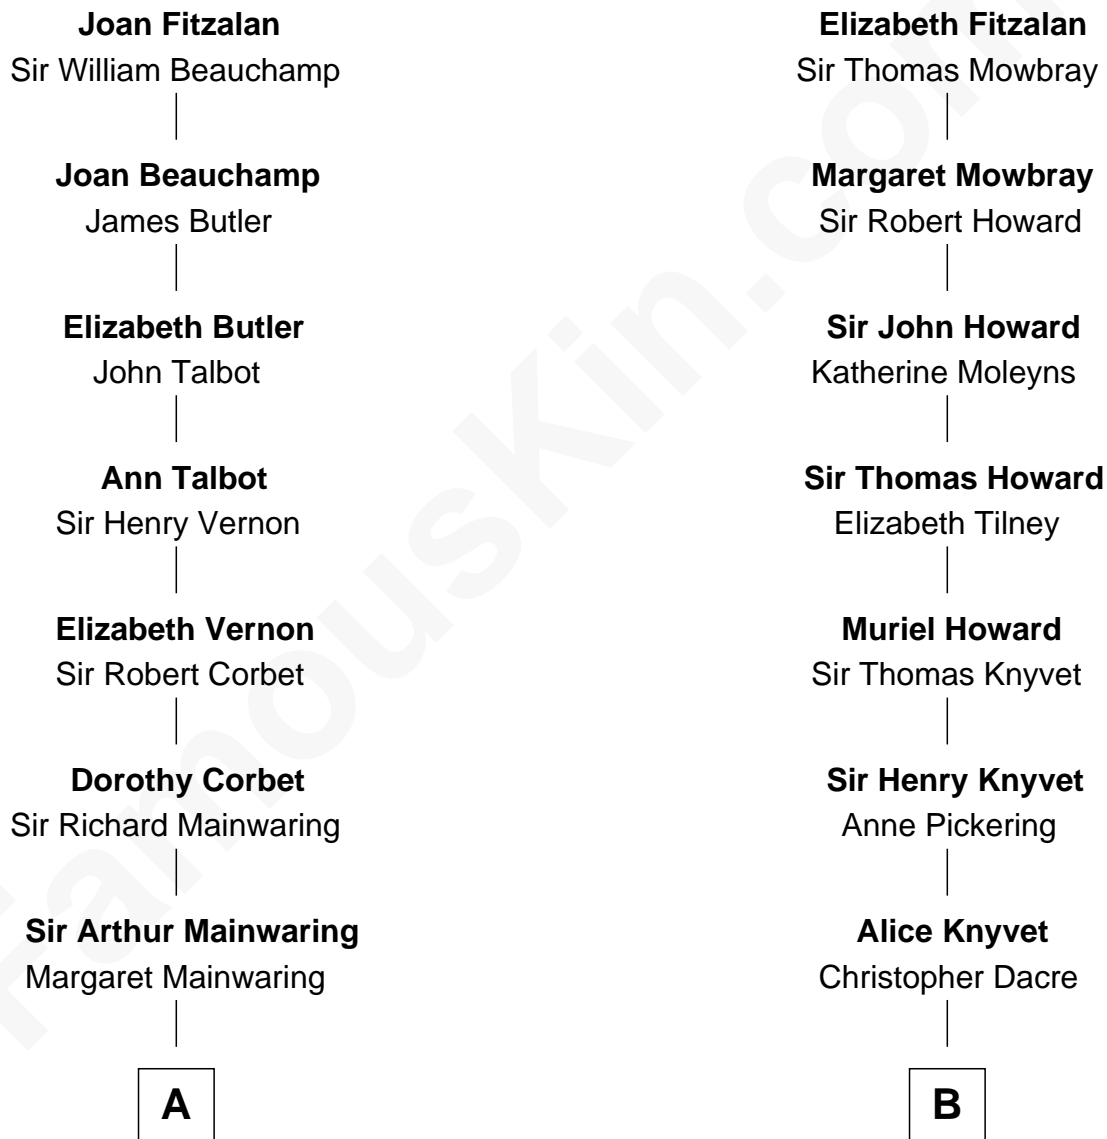 Joan Fitzalan
Sir William Beauchamp
Joan Beauchamp
James Butler
Elizabeth Butler
John Talbot
Ann Talbot
Sir Henry Vernon
Elizabeth Vernon
Sir Robert Corbet
Dorothy Corbet
Sir Richard Mainwaring
Sir Arthur Mainwaring
Margaret Mainwaring
A
Elizabeth Fitzalan
Sir Thomas Mowbray
Margaret Mowbray
Sir Robert Howard
Sir John Howard
Katherine Moleyns
Sir Thomas Howard
Elizabeth Tilney
Muriel Howard
Sir Thomas Knyvet
Sir Henry Knyvet
Anne Pickering
Alice Knyvet
Christopher Dacre
B
FamousKin.com